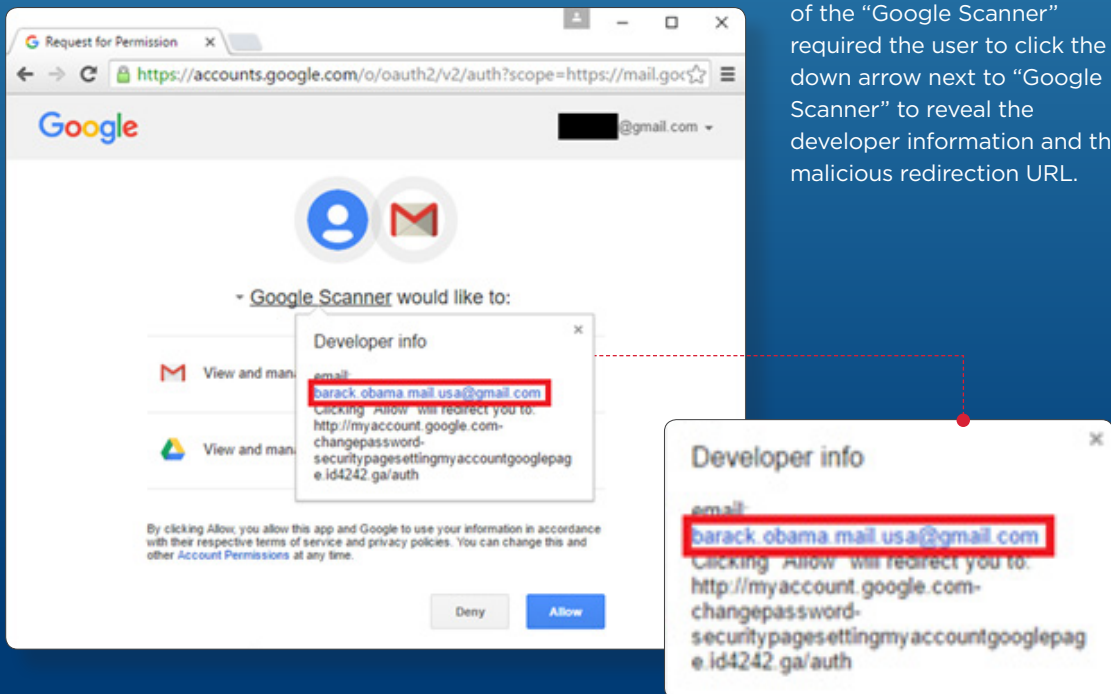 of the “Google Scanner”
required the user to click the
down arrow next to “Google
Scanner” to reveal the
developer information and th
malicious redirection URL.
G Request for Permission
https://accounts.google.com/o/oauth2/v2/auth?scope=https://mail.goo
Google
@gmail.com
Google Scanner would like to:
Developer info
View and man
email:
barack.obama.mail.usa@gmail.com
Clicking "Allow" will redirect you to:
http://myaccount.google.com-
changepassword-
View and man
securitypagesettingmyaccountgooglepag
e.id4242.ga/auth
By clicking Allow, you allow this app and Google to use your information in accordance
with their respective terms of service and privacy policies. You can change this and
other Account Permissions at any time.
Deny Allow
Developer info
email:
barack.obama.mail.usa@gmail.com
Clicking "Allow" will redirect you to:
http://myaccount.google.com-
changepassword-
securitypagesettingmyaccountgooglepag
e.id4242.ga/auth